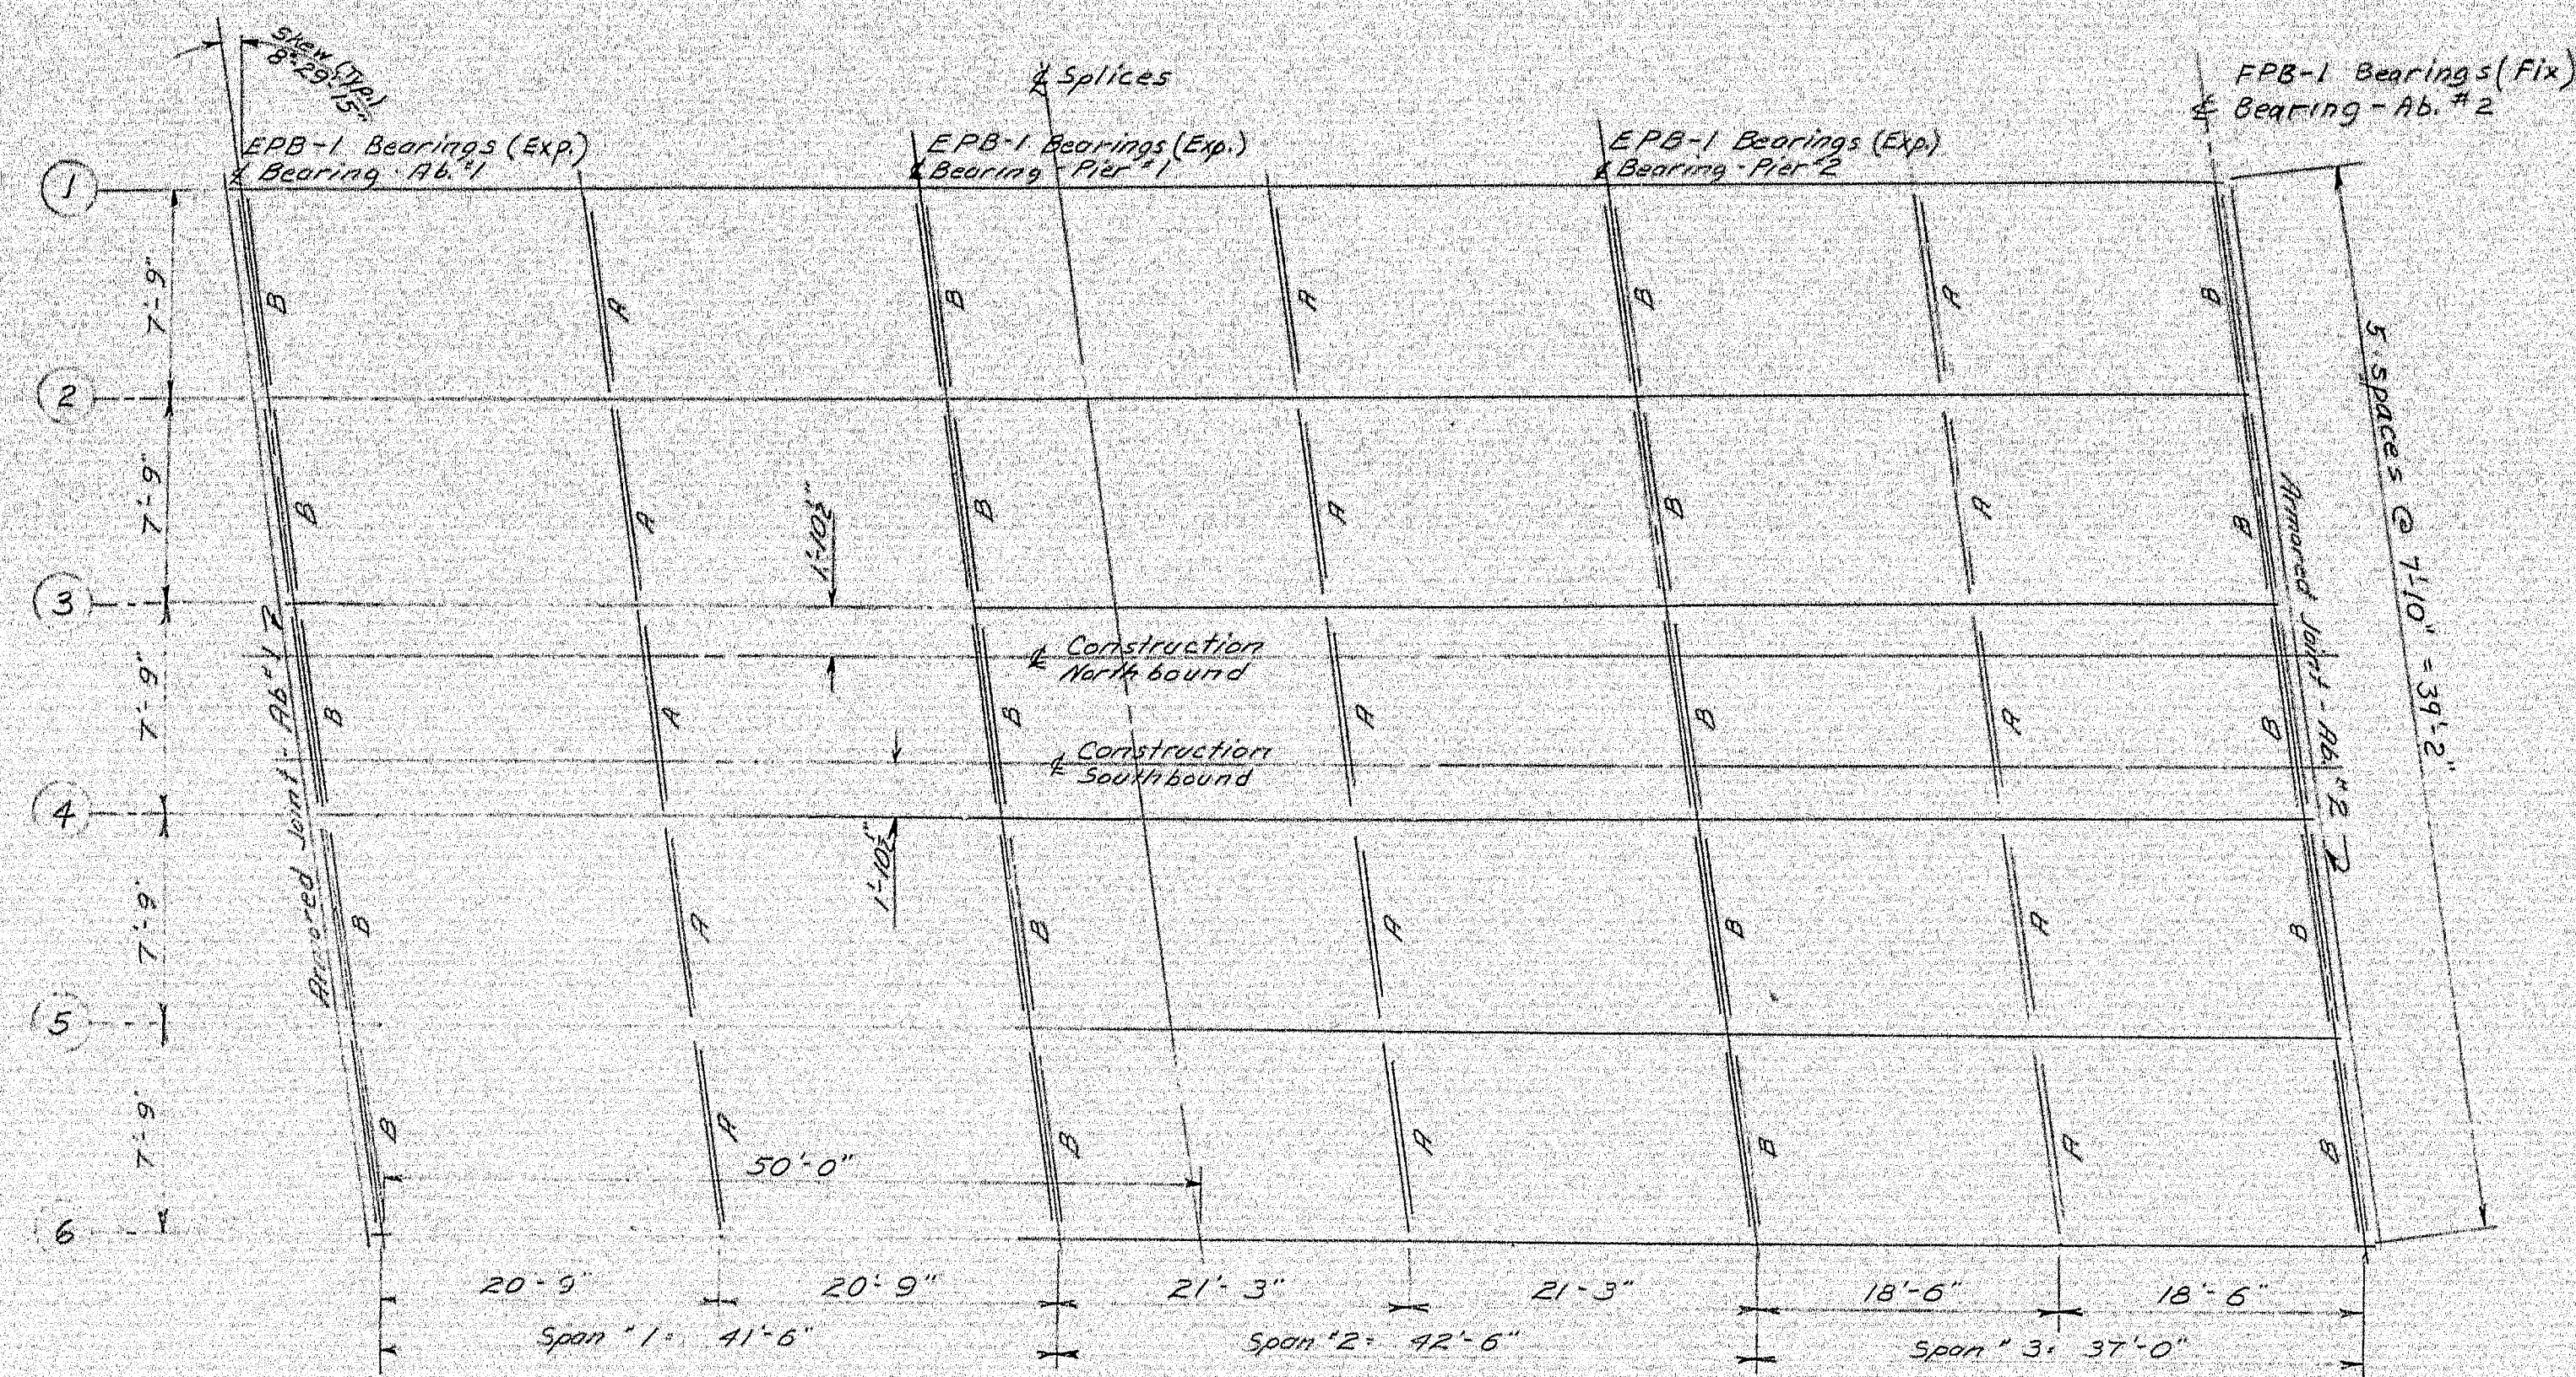 Skew (Typ.)
8°-29'-15"
℄ Splices
FPB-1 Bearings (Fix)
℄ Bearing - Ab. #2
EPB-1 Bearings (Exp.)
℄ Bearing - Ab. #1
EPB-1 Bearings (Exp.)
℄ Bearing - Pier #1
EPB-1 Bearings (Exp.)
℄ Bearing - Pier #2
1
7'-9"
B
A
B
A
B
A
B
2
7'-9"
B
A
1'-10½"
B
A
B
A
B
5 spaces @ 7'-10" = 39'-2"
Armored Joint - Ab. #2
3
℄ Construction
Northbound
7'-9"
Armored Joint - Ab #1
B
A
B
A
B
A
B
℄ Construction
Southbound
4
7'-9"
B
A
1'-10½"
B
A
B
A
B
5
7'-9"
B
A
B
A
B
A
B
50'-0"
6
20'-9"
20'-9"
21'-3"
21'-3"
18'-6"
18'-6"
Span #1= 41'-6"
Span #2= 42'-6"
Span #3= 37'-0"